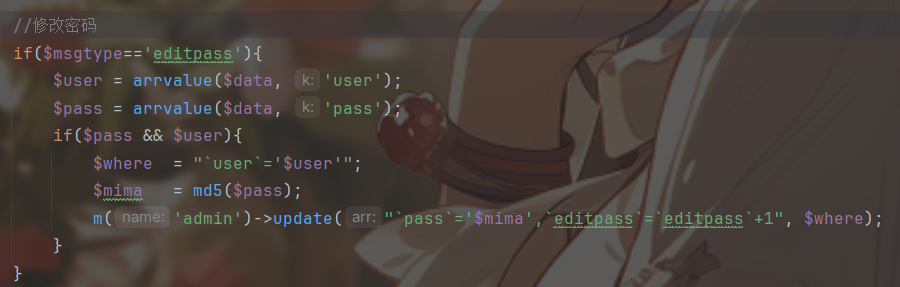 //修改密码
if($msgtype=='editpass'){
    $user = arrvalue($data, k: 'user');
    $pass = arrvalue($data, k: 'pass');
    if($pass && $user){
        $where  = "`user`='$user'";
        $mima   = md5($pass);
        m( name: 'admin')->update( arr: "`pass`='$mima',`editpass`=`editpass`+1", $where);
    }
}